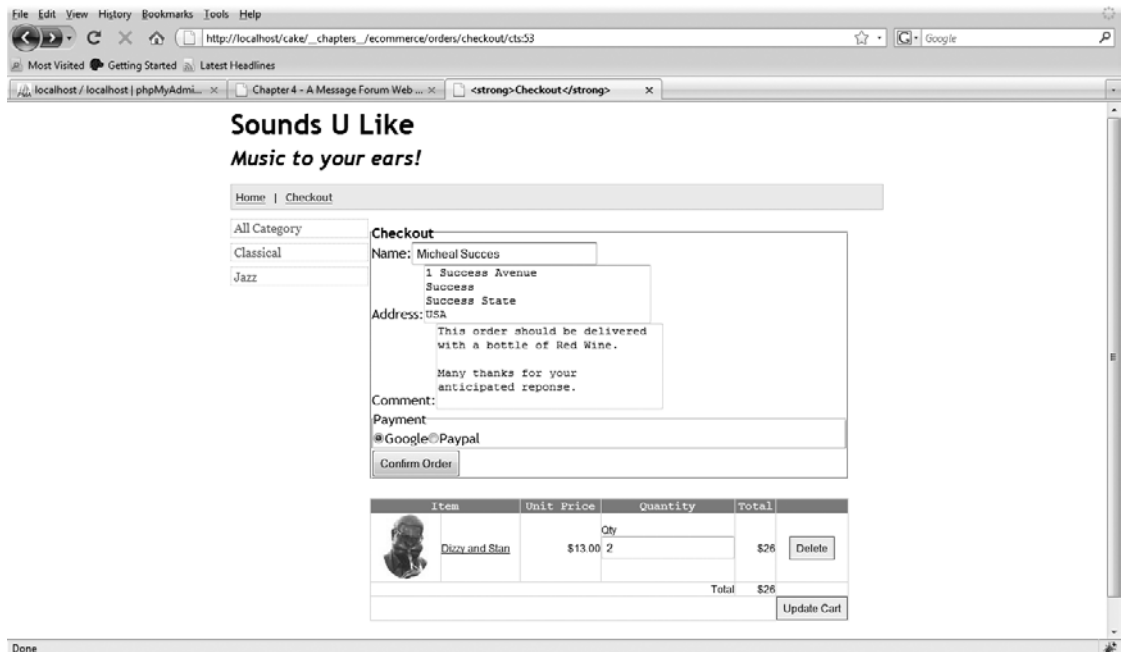 File Edit View History Bookmarks Tools Help
http://localhost/cake/_chapters_/ecommerce/orders/checkout/cts:53
Google
Most Visited Getting Started Latest Headlines
localhost / localhost | phpMyAdmi...
Chapter 4 - A Message Forum Web ...
<strong>Checkout</strong>
Sounds U Like
Music to your ears!
Home | Checkout
All Category
Classical
Jazz
Checkout
Name: Micheal Succes
1 Success Avenue
Success
Success State
Address: USA
This order should be delivered
with a bottle of Red Wine.
Many thanks for your
anticipated reponse.
Comment:
Payment
Google Paypal
Confirm Order
Item Unit Price Quantity Total
Qty
Dizzy and Stan $13.00 2 $26 Delete
Total $26
Update Cart
Done